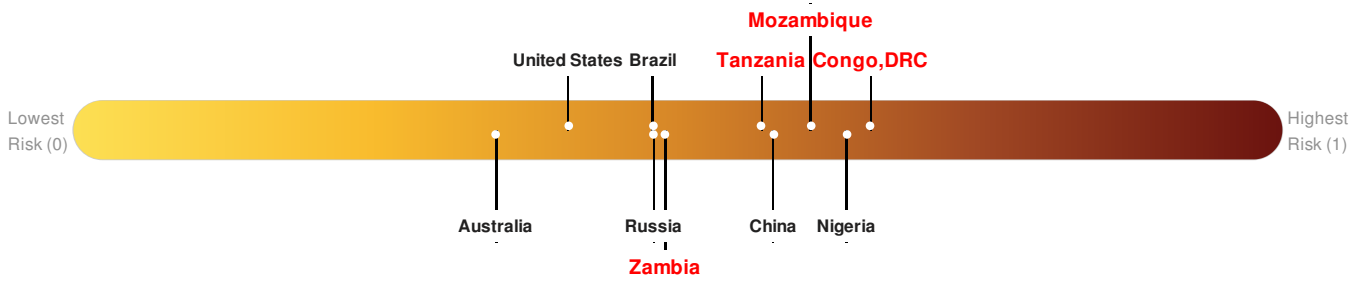 Mozambique
United States Brazil Tanzania Congo,DRC
Lowest
Risk (0)
Highest
Risk (1)
Australia Russia China Nigeria
Zambia